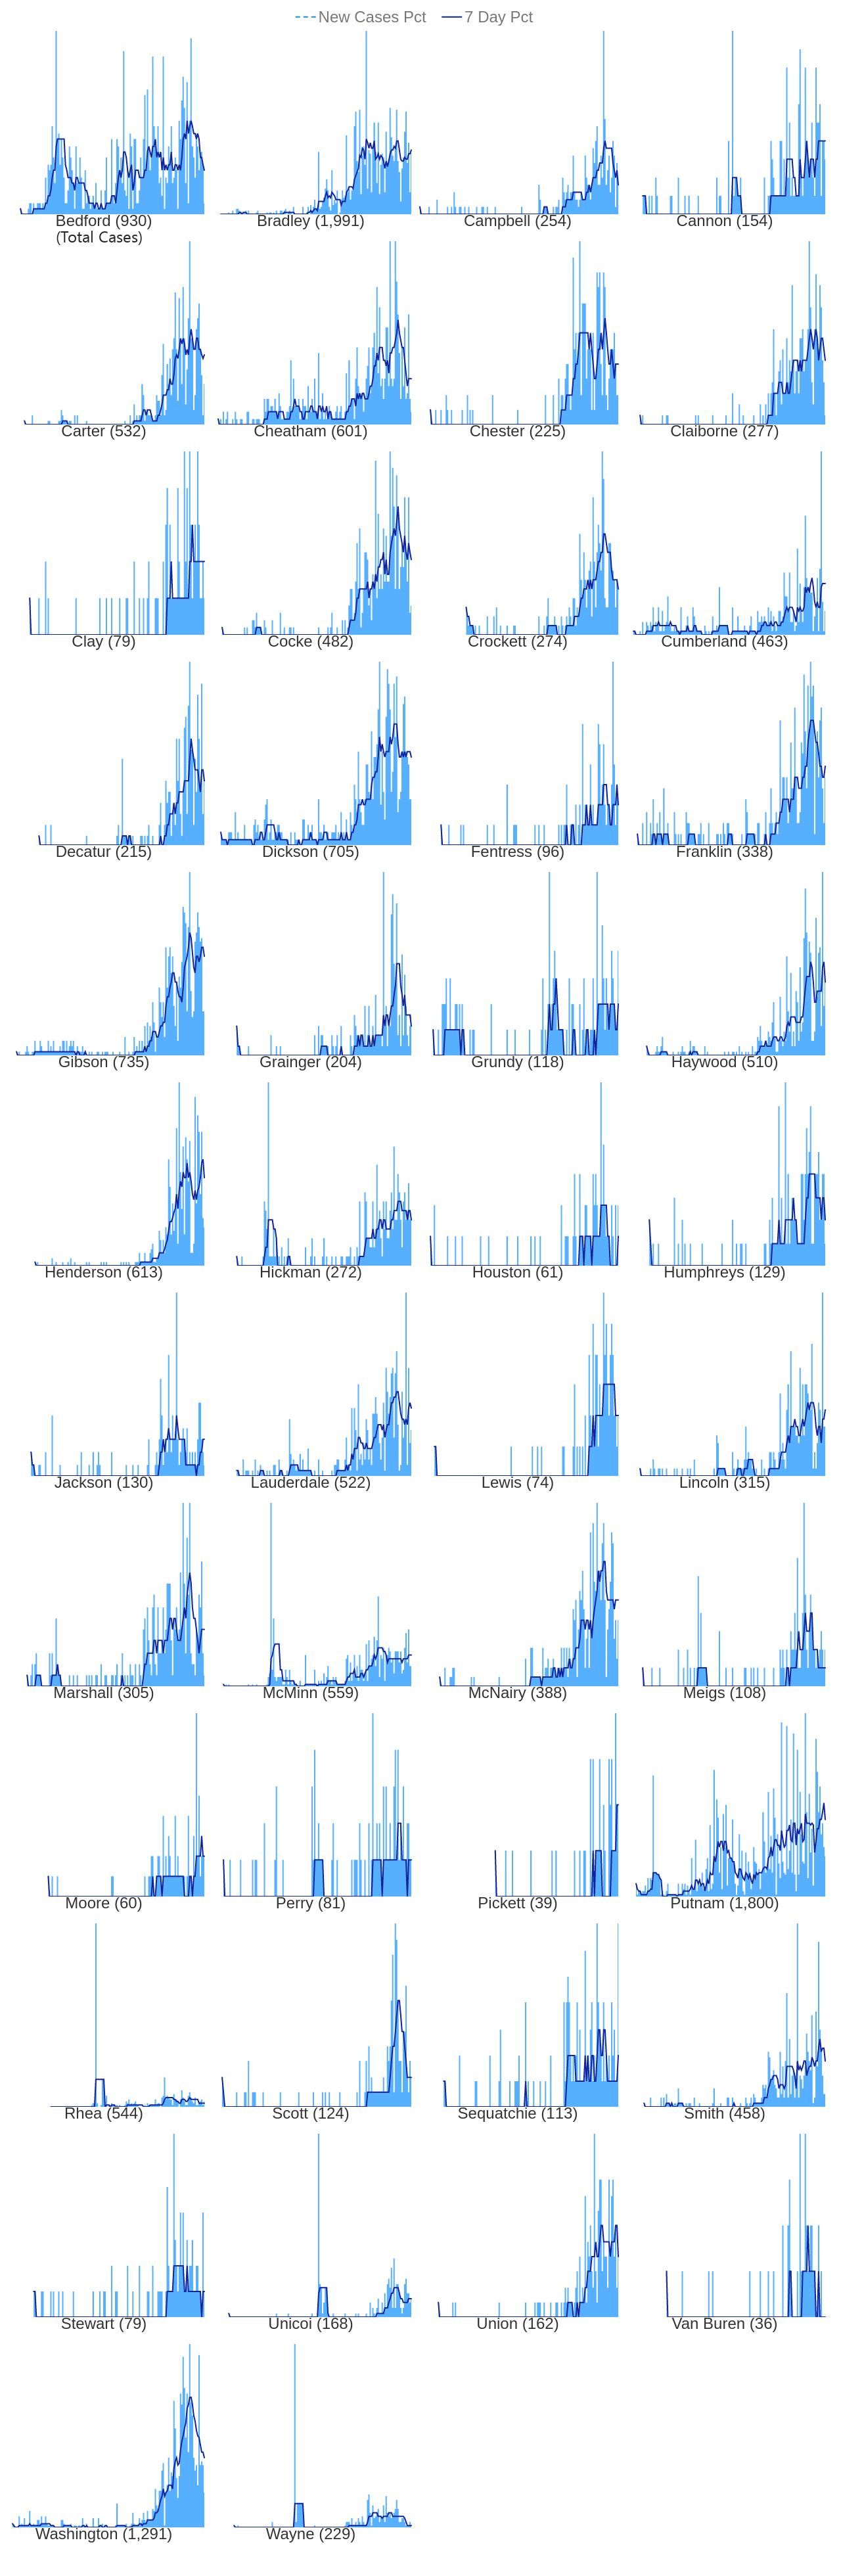 New Cases Pct 7 Day Pct
Bedford (930) Bradley (1,991) Campbell (254) Cannon (154)
(Total Cases)
Carter (532) Cheatham (601) Chester (225) Claiborne (277)
Clay (79) Cocke (482) Crockett (274) Cumberland (463)
Decatur (215) Dickson (705) Fentress (96) Franklin (338)
Gibson (735) Grainger (204) Grundy (118) Haywood (510)
Henderson (613) Hickman (272) Houston (61) Humphreys (129)
Jackson (130) Lauderdale (522) Lewis (74) Lincoln (315)
Marshall (305) McMinn (559) McNairy (388) Meigs (108)
Moore (60) Perry (81) Pickett (39) Putnam (1,800)
Rhea (544) Scott (124) Sequatchie (113) Smith (458)
Stewart (79) Unicoi (168) Union (162) Van Buren (36)
Washington (1,291) Wayne (229)